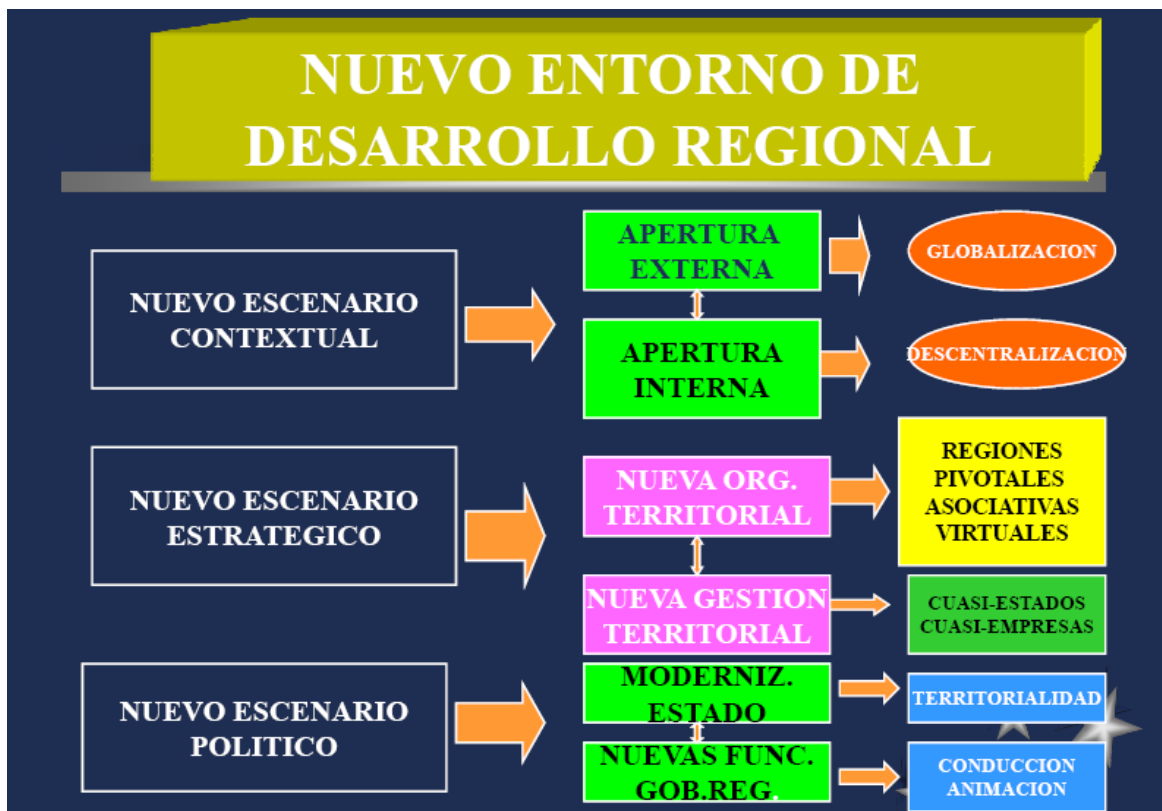 NUEVO ENTORNO DE
DESARROLLO REGIONAL
NUEVO ESCENARIO
CONTEXTUAL
APERTURA
EXTERNA
GLOBALIZACION
APERTURA
INTERNA
DESCENTRALIZACION
NUEVO ESCENARIO
ESTRATEGICO
NUEVA ORG.
TERRITORIAL
REGIONES
PIVOTALES
ASOCIATIVAS
VIRTUALES
NUEVA GESTION
TERRITORIAL
CUASI-ESTADOS
CUASI-EMPRESAS
NUEVO ESCENARIO
POLITICO
MODERNIZ.
ESTADO
TERRITORIALIDAD
NUEVAS FUNC.
GOB.REG.
CONDUCCION
ANIMACION